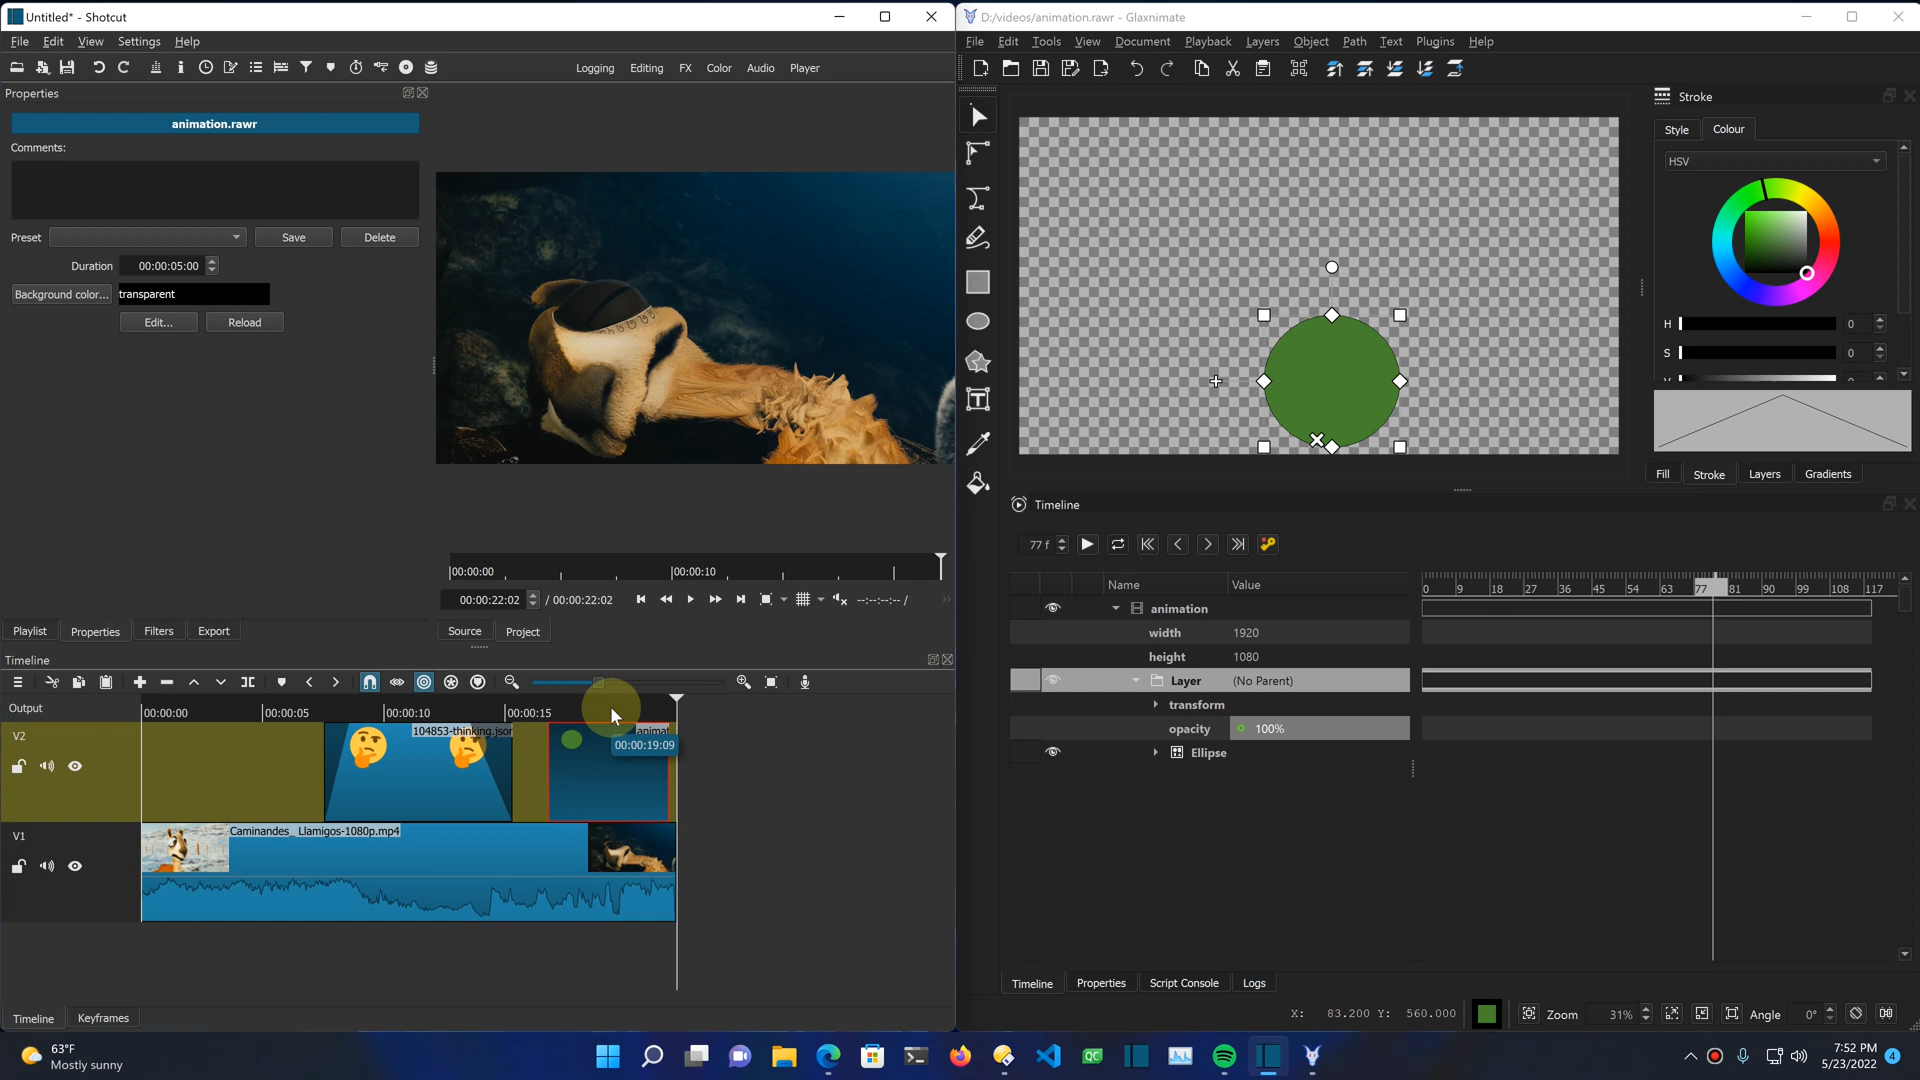 Untitled* - Shotcut
File Edit View Settings Help
Logging Editing FX Color Audio Player
Properties
animation.rawr
Comments:
Preset Save Delete
Duration 00:00:05:00
Background color... transparent
Edit... Reload
00:00:00 00:00:10
00:00:22:02 / 00:00:22:02 --:--:--:-- /
Playlist Properties Filters Export
Source Project
Timeline
Output
00:00:00 00:00:05 00:00:10 00:00:15
V2
104853-thinking.json
animat
00:00:19:09
V1
Caminandes_ Llamigos-1080p.mp4
Timeline Keyframes
D:/videos/animation.rawr - Glaxnimate
File Edit Tools View Document Playback Layers Object Path Text Plugins Help
Stroke
Style Colour
HSV
H 0
S 0
Fill Stroke Layers Gradients
Timeline
77 f
Name Value
0 9 18 27 36 45 54 63 77 81 90 99 108 117
animation
width 1920
height 1080
Layer (No Parent)
transform
opacity 100%
Ellipse
Timeline Properties Script Console Logs
X: 83.200 Y: 560.000 Zoom 31% Angle 0°
63°F
Mostly sunny
QC
7:52 PM
5/23/2022
4